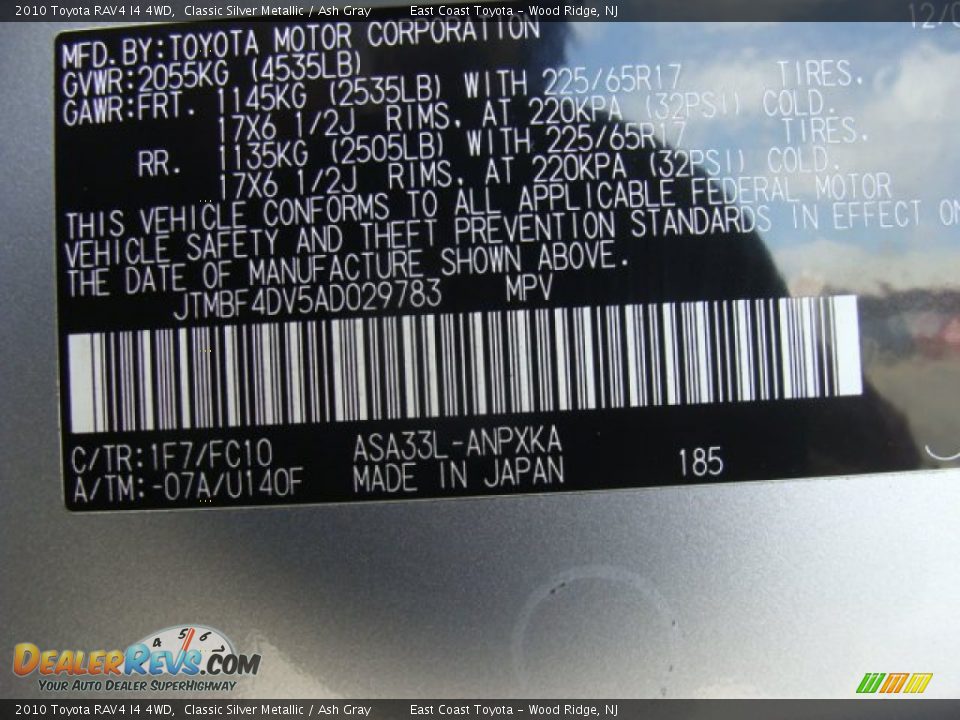 2010 Toyota RAV4 I4 4WD, Classic Silver Metallic / Ash Gray East Coast Toyota - Wood Ridge, NJ
MFD.BY:TOYOTA MOTOR CORPORATION
GVWR:2055KG (4535LB)
GAWR:FRT. 1145KG (2535LB) WITH 225/65R17 TIRES.
17X6 1/2J RIMS. AT 220KPA (32PSI) COLD.
RR. 1135KG (2505LB) WITH 225/65R17 TIRES.
17X6 1/2J RIMS. AT 220KPA (32PSI) COLD.
THIS VEHICLE CONFORMS TO ALL APPLICABLE FEDERAL MOTOR
VEHICLE SAFETY AND THEFT PREVENTION STANDARDS IN EFFECT ON
THE DATE OF MANUFACTURE SHOWN ABOVE.
JTMBF4DV5AD029783 MPV
C/TR:1F7/FC10 ASA33L-ANPXKA
A/TM:-07A/U140F MADE IN JAPAN 185
4 5 6
DEALERREVS.COM
YOUR AUTO DEALER SUPERHIGHWAY
2010 Toyota RAV4 I4 4WD, Classic Silver Metallic / Ash Gray East Coast Toyota - Wood Ridge, NJ